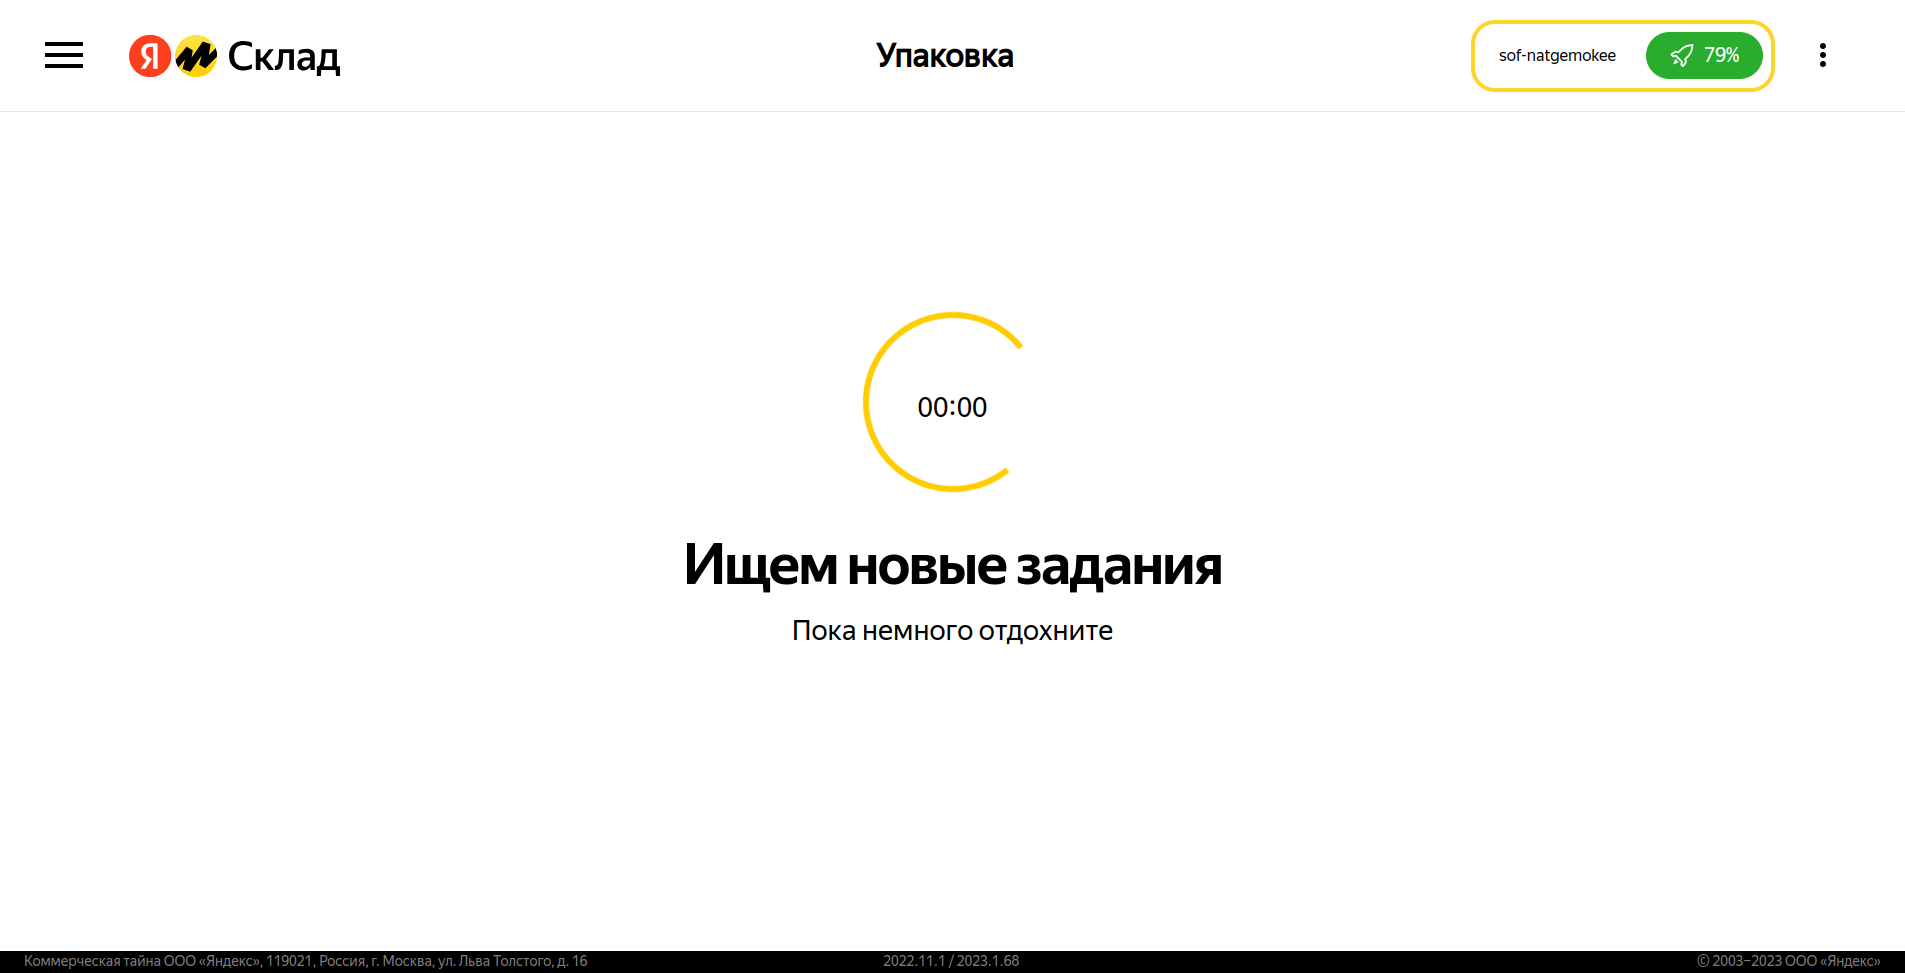 Я Склад
Упаковка
sof-natgemokee
79%
00:00
Ищем новые задания
Пока немного отдохните
Коммерческая тайна ООО «Яндекс», 119021, Россия, г. Москва, ул. Льва Толстого, д. 16
2022.11.1 / 2023.1.68
© 2003–2023 ООО «Яндекс»